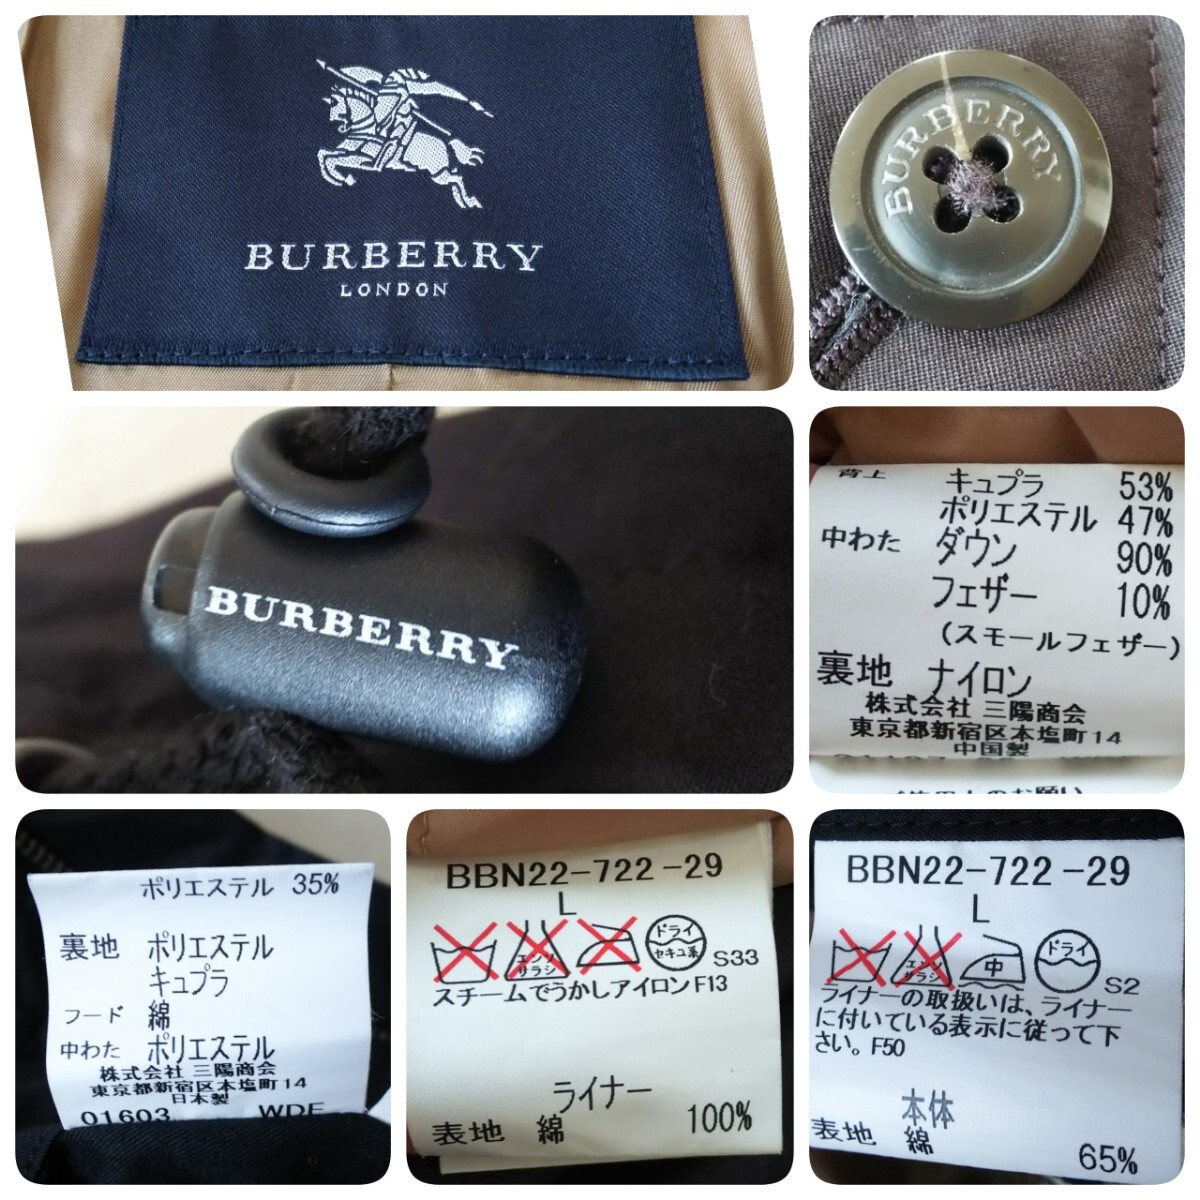 BURBERRY
LONDON
BURBERRY
BURBERRY
背上 キュプラ 53%
ポリエステル 47%
中わた ダウン 90%
フェザー 10%
(スモールフェザー)
裏地 ナイロン
株式会社 三陽商会
東京都新宿区本塩町14
中国製
ポリエステル 35%
裏地 ポリエステル
キュプラ
フード 綿
中わた ポリエステル
株式会社 三陽商会
東京都新宿区本塩町14
日本製
01603 WDE
BBN22-722-29
L
エンソ
サラシ
ドライ
セキユ系
S33
スチームでうかしアイロンF13
ライナー
表地 綿 100%
BBN22-722-29
L
エンソ
サラシ
中
ドライ
S2
ライナーの取扱いは、ライナー
に付いている表示に従って下
さい。F50
本体
表地 綿
65%